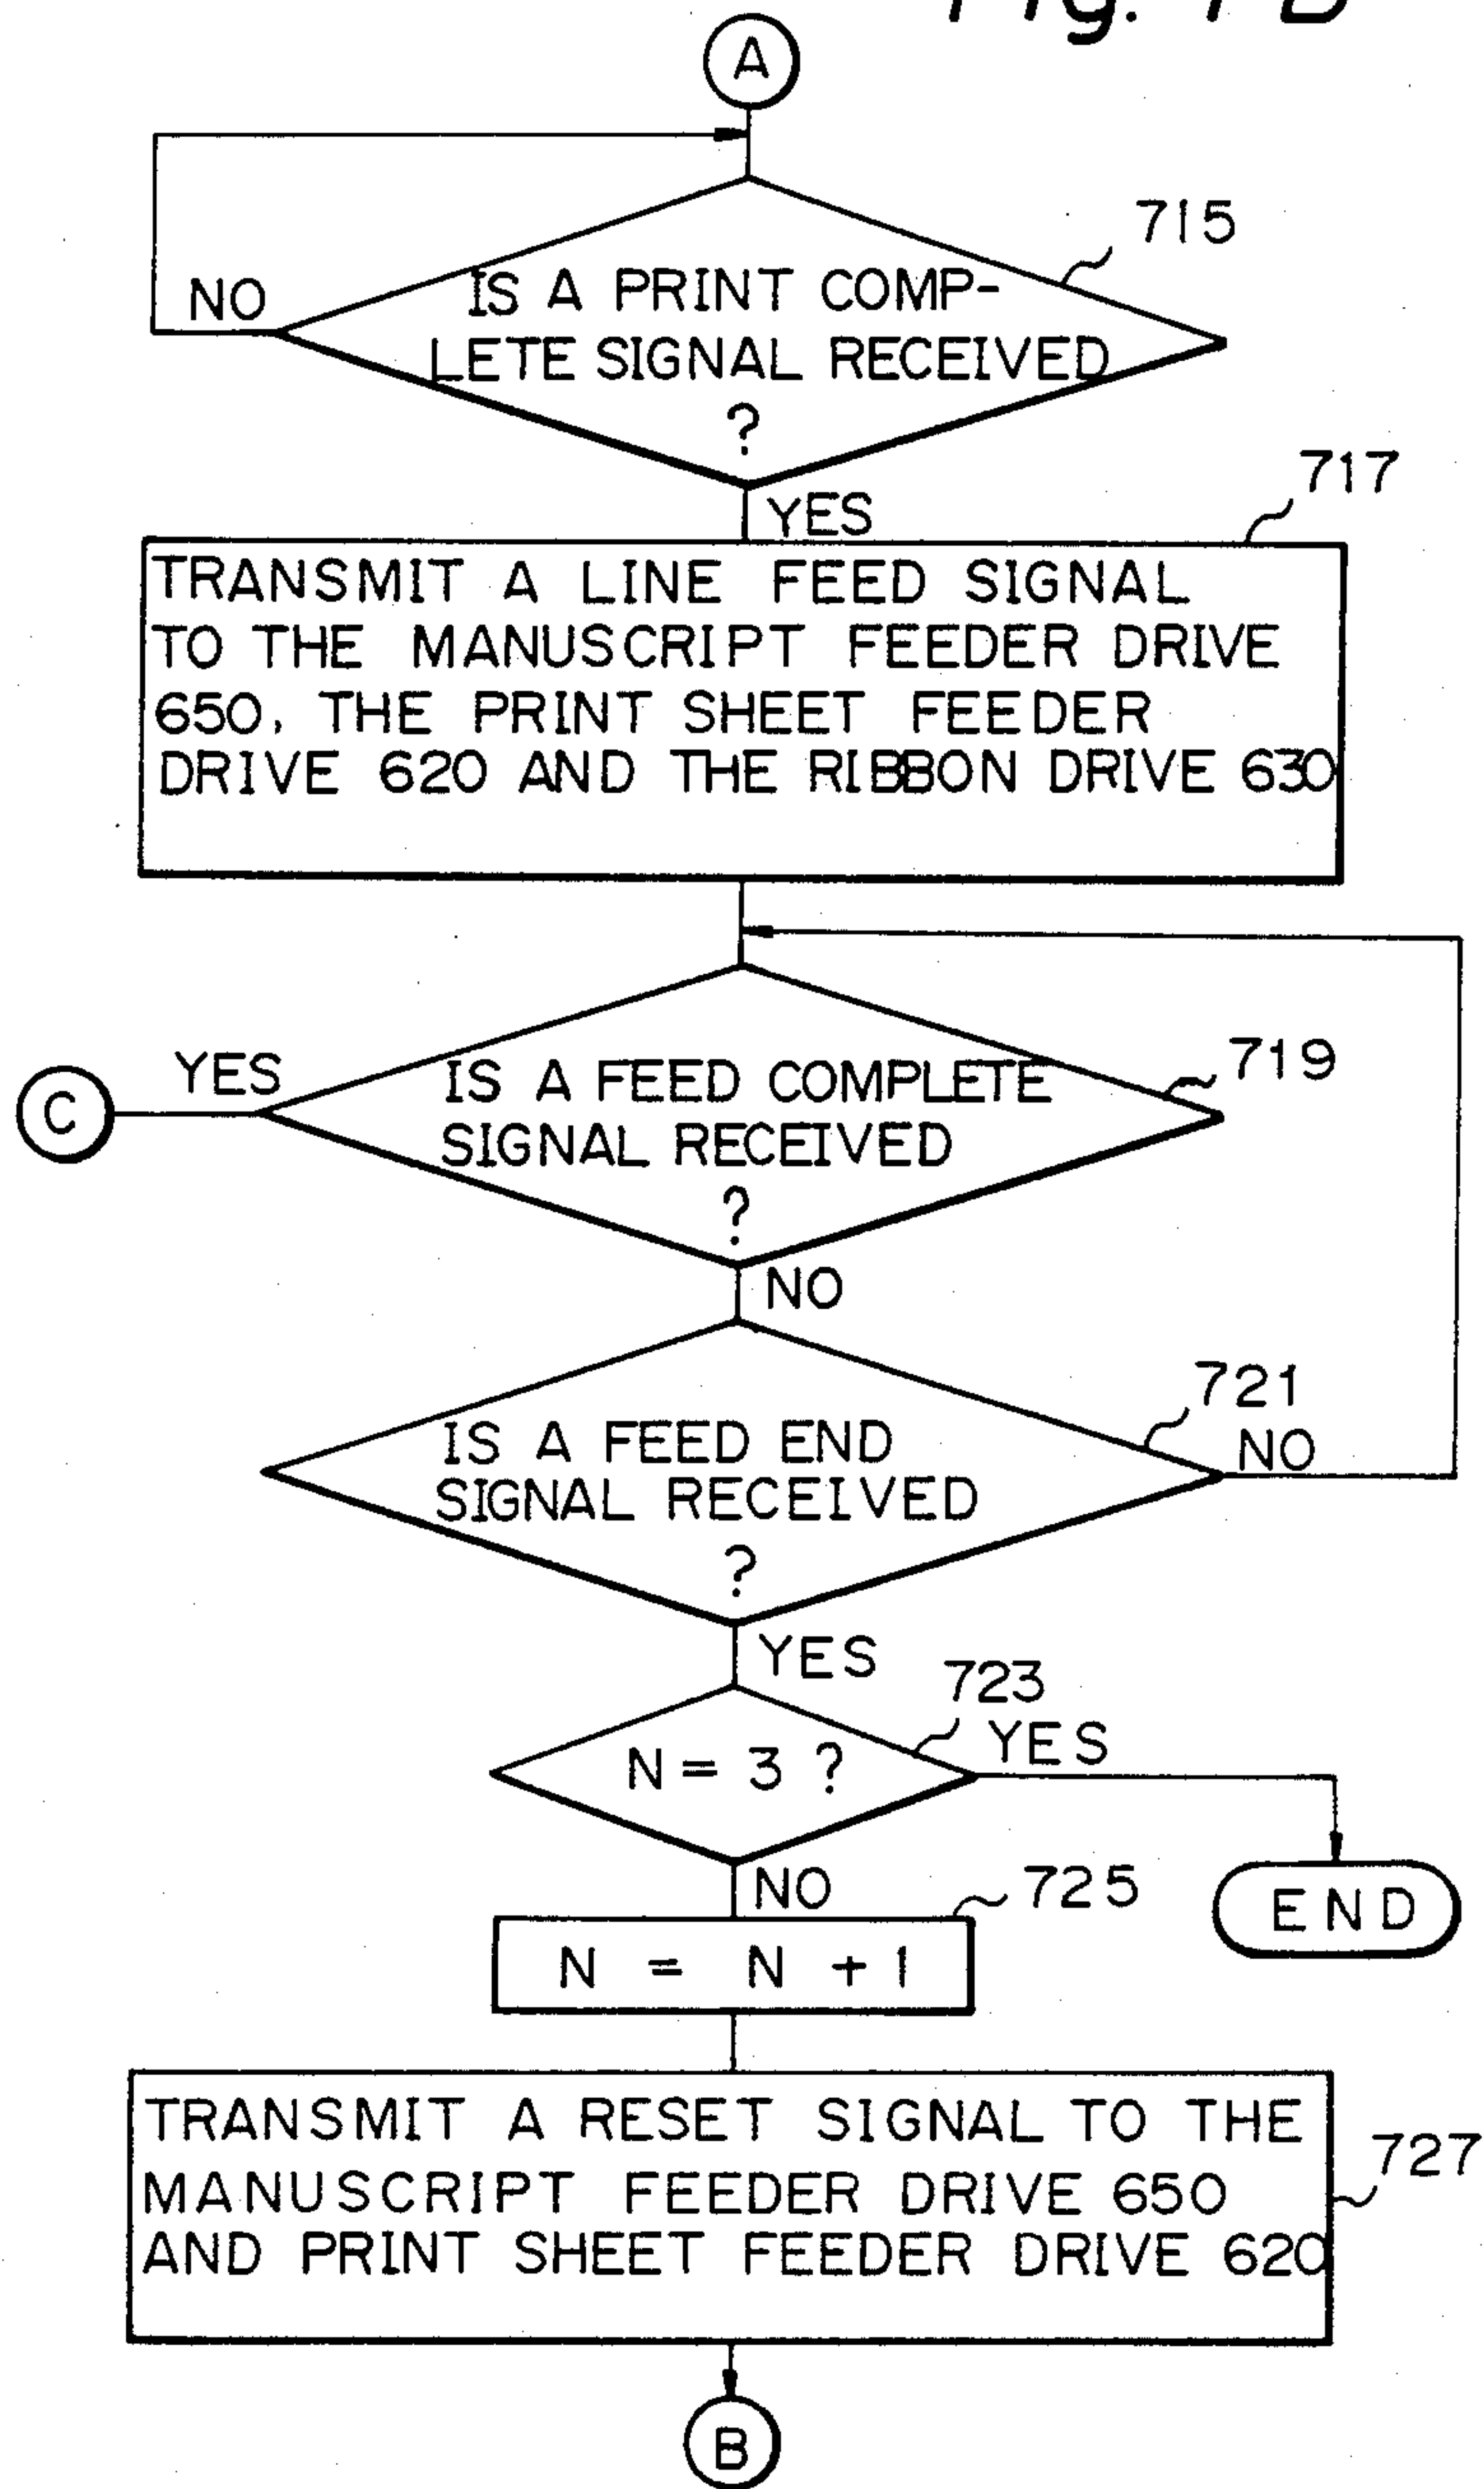 Fig. 7B
A
715
NO
IS A PRINT COMP-
LETE SIGNAL RECEIVED
?
YES
717
TRANSMIT A LINE FEED SIGNAL
TO THE MANUSCRIPT FEEDER DRIVE
650, THE PRINT SHEET FEEDER
DRIVE 620 AND THE RIBBON DRIVE 630
C
YES
IS A FEED COMPLETE
SIGNAL RECEIVED
?
719
NO
721
IS A FEED END
SIGNAL RECEIVED
?
NO
YES
723
N = 3 ?
YES
NO
725
END
N = N + 1
TRANSMIT A RESET SIGNAL TO THE
MANUSCRIPT FEEDER DRIVE 650
AND PRINT SHEET FEEDER DRIVE 620
727
B